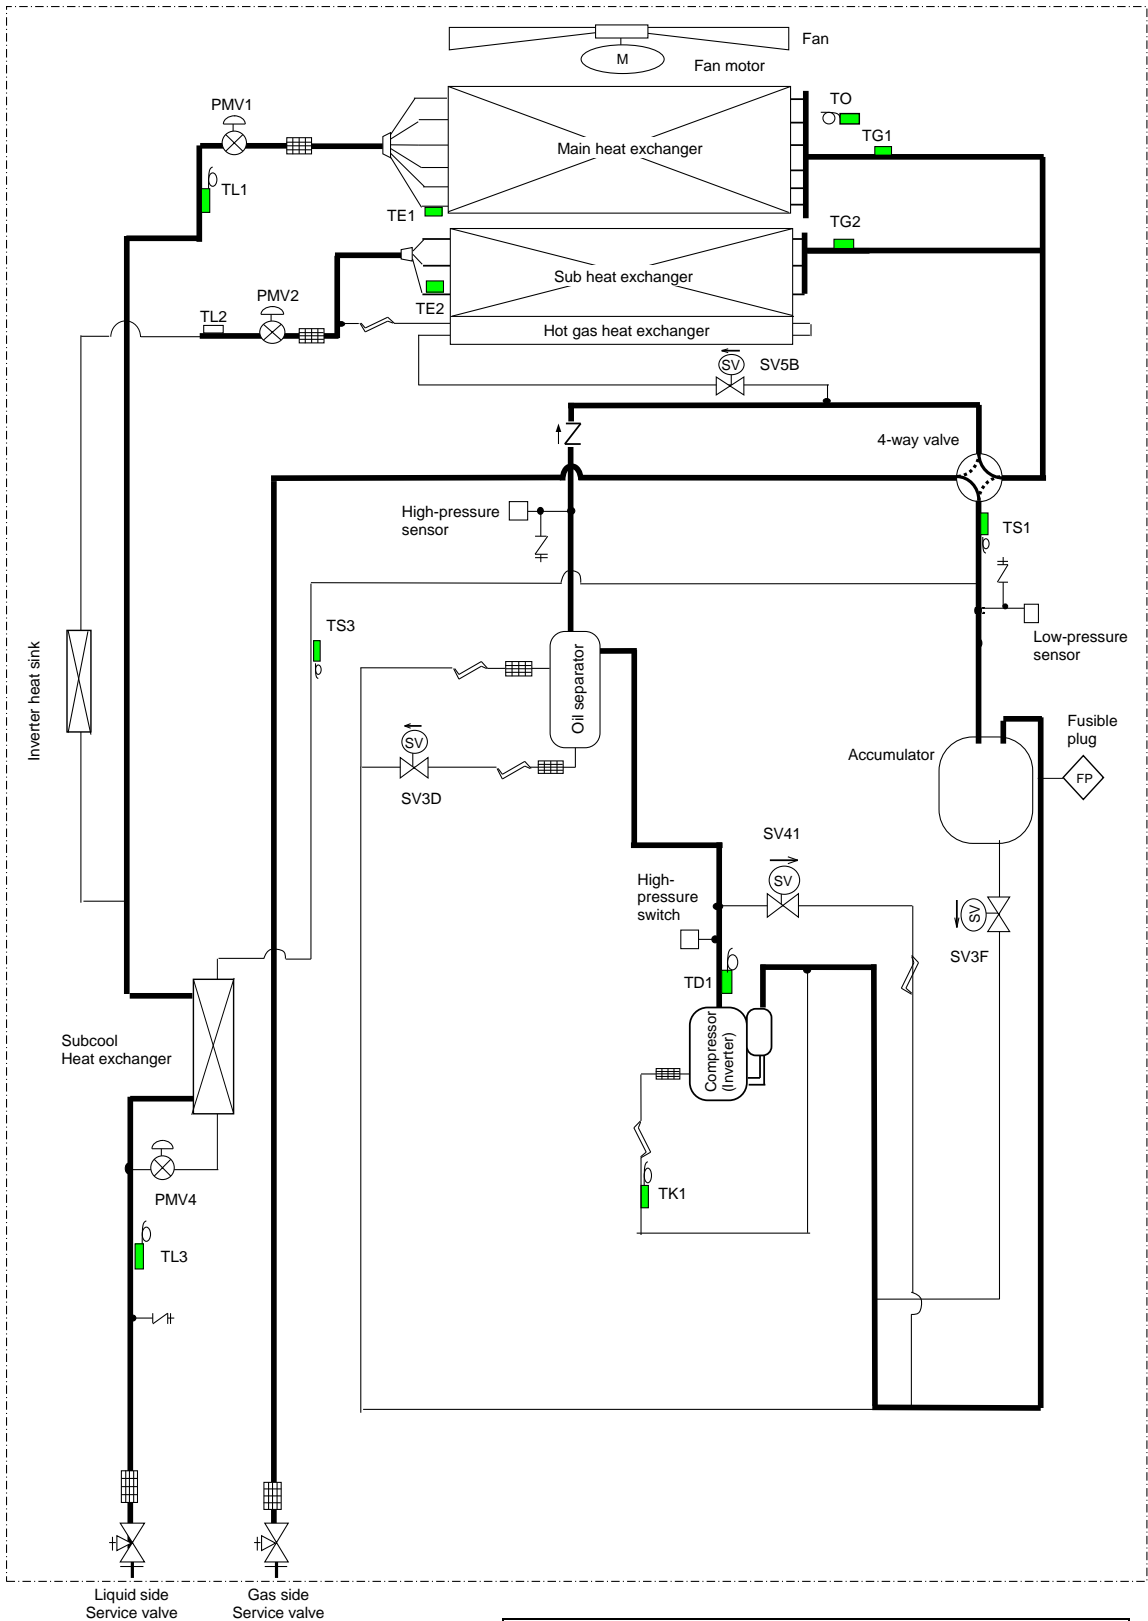 Fan
M
Fan motor
PMV1
TO
TG1
Main heat exchanger
TL1
TE1
TG2
Sub heat exchanger
PMV2
TE2
TL2
Hot gas heat exchanger
SV
SV5B
4-way valve
High-pressure
sensor
TS1
TS3
Low-pressure
sensor
Inverter heat sink
Oil separator
Fusible
plug
Accumulator
SV
FP
SV3D
SV41
High-
pressure
switch
SV
SV
SV3F
TD1
Subcool
Heat exchanger
Compressor
(Inverter)
TK1
PMV4
TL3
Liquid side
Service valve
Gas side
Service valve